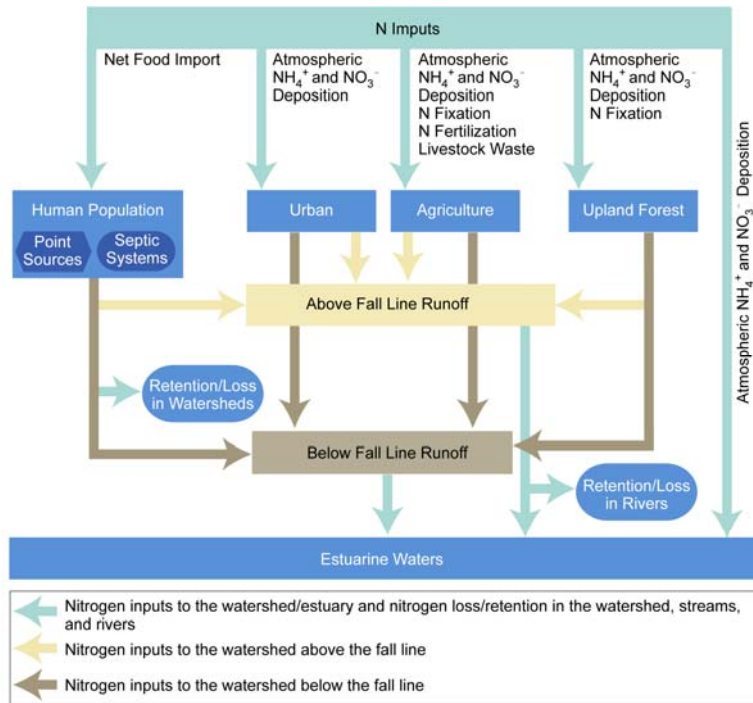 N Imputs
Net Food Import
Atmospheric
NH₄⁺ and NO₃⁻
Deposition
Atmospheric
NH₄⁺ and NO₃⁻
Deposition
N Fixation
N Fertilization
Livestock Waste
Atmospheric
NH₄⁺ and NO₃⁻
Deposition
N Fixation
Atmospheric NH₄⁺ and NO₃⁻ Deposition
Human Population
Point
Sources
Septic
Systems
Urban
Agriculture
Upland Forest
Above Fall Line Runoff
Retention/Loss
in Watersheds
Below Fall Line Runoff
Retention/Loss
in Rivers
Estuarine Waters
Nitrogen inputs to the watershed/estuary and nitrogen loss/retention in the watershed, streams,
and rivers
Nitrogen inputs to the watershed above the fall line
Nitrogen inputs to the watershed below the fall line